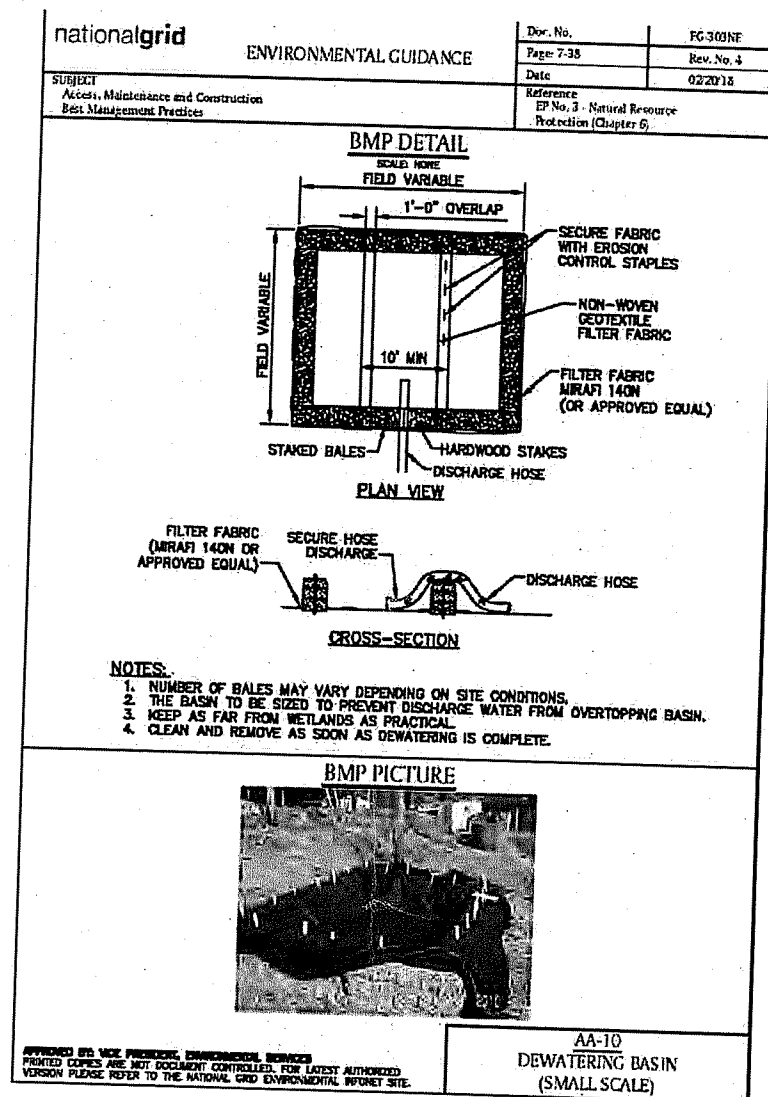 nationalgrid
ENVIRONMENTAL GUIDANCE
Doc. No.
EG-303NE
Page: 7-38
Rev. No. 4
Date
02/20/18
SUBJECT
Access, Maintenance and Construction
Best Management Practices
Reference
EP No. 3 - Natural Resource
Protection (Chapter 6)
BMP DETAIL
SCALE: NONE
FIELD VARIABLE
1'-0" OVERLAP
SECURE FABRIC
WITH EROSION
CONTROL STAPLES
FIELD VARIABLE
NON-WOVEN
GEOTEXTILE
FILTER FABRIC
10' MIN
FILTER FABRIC
MIRAFI 140N
(OR APPROVED EQUAL)
STAKED BALES
HARDWOOD STAKES
DISCHARGE HOSE
PLAN VIEW
FILTER FABRIC
(MIRAFI 140N OR
APPROVED EQUAL)
SECURE HOSE
DISCHARGE
DISCHARGE HOSE
CROSS-SECTION
NOTES:
1. NUMBER OF BALES MAY VARY DEPENDING ON SITE CONDITIONS.
2. THE BASIN TO BE SIZED TO PREVENT DISCHARGE WATER FROM OVERTOPPING BASIN.
3. KEEP AS FAR FROM WETLANDS AS PRACTICAL.
4. CLEAN AND REMOVE AS SOON AS DEWATERING IS COMPLETE.
BMP PICTURE
APPROVED BY: VICE PRESIDENT, ENVIRONMENTAL SERVICES
PRINTED COPIES ARE NOT DOCUMENT CONTROLLED. FOR LATEST AUTHORIZED
VERSION PLEASE REFER TO THE NATIONAL GRID ENVIRONMENTAL INFONET SITE.
AA-10
DEWATERING BASIN
(SMALL SCALE)